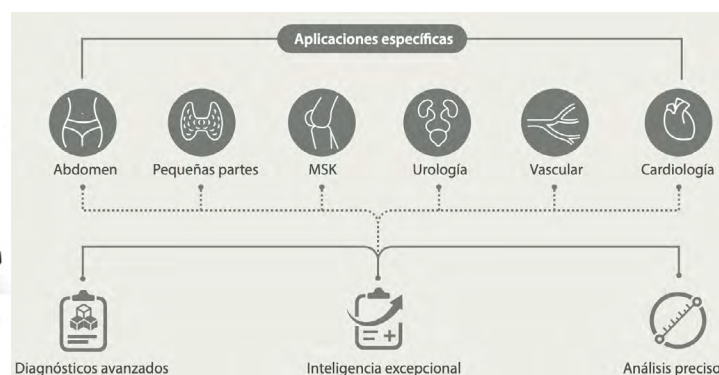 Aplicaciones específicas
Abdomen
Pequeñas partes
MSK
Urología
Vascular
Cardiología
Diagnósticos avanzados
Inteligencia excepcional
Análisis preciso